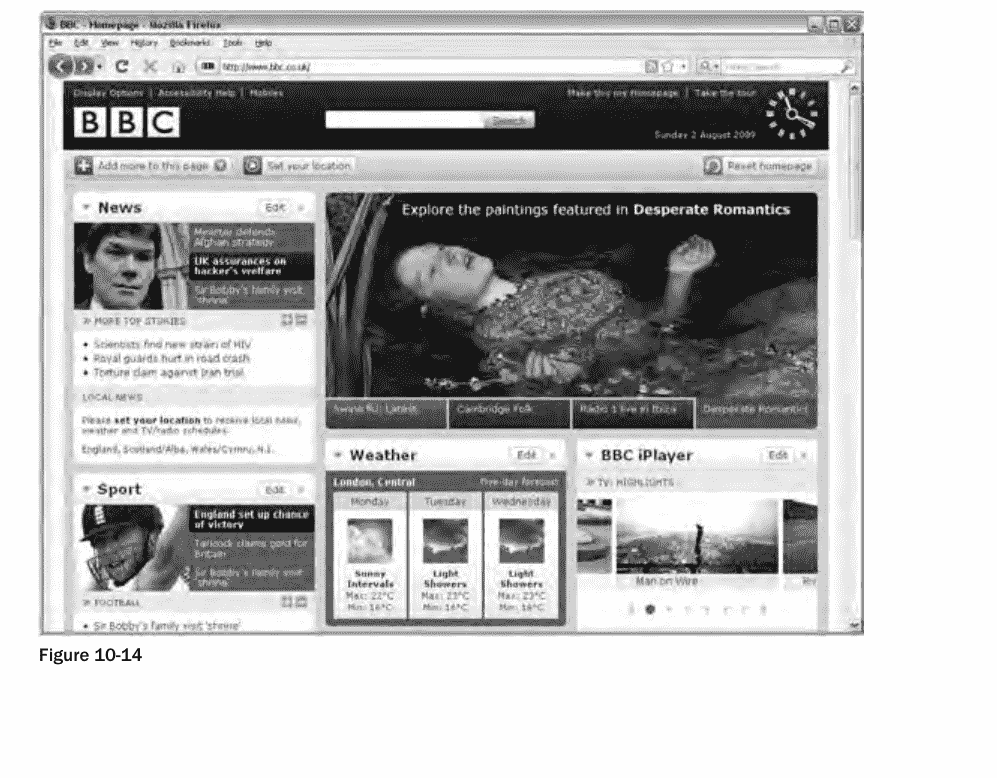 BBC - Homepage - Mozilla Firefox
File Edit View History Bookmarks Tools Help
http://www.bbc.co.uk/
Display Options | Accessibility Help | Mobiles
Make this my homepage | Take the tour
BBC
Search
Sunday 2 August 2009
Add more to this page
Set your location
Reset homepage
News
Edit
Minister defends
Afghan strategy
UK assurances on
hacker's welfare
Sir Bobby's family visit
'shrine'
MORE TOP STORIES
Scientists find new strain of HIV
Royal guards hurt in road crash
Torture claim against Iran trial
LOCAL NEWS
Please set your location to receive local news,
weather and TV/radio schedules.
England, Scotland/Alba, Wales/Cymru, N.I.
Sport
Edit
England set up chance
of victory
claims gold for
Britain
Sir Bobby's family visit
'shrine'
FOOTBALL
Sir Bobby's family visit 'shrine'
Explore the paintings featured in Desperate Romantics
Cambridge Folk
Radio 1 live in Ibiza
Desperate Romantics
Weather
Edit
London, Central
Five-day forecast
Monday Tuesday Wednesday
Sunny Light Light
Intervals Showers Showers
Max: 22°C Max: 23°C Max: 23°C
Min: 16°C Min: 16°C Min: 16°C
BBC iPlayer
Edit
TV: HIGHLIGHTS
Man on Wire
Figure 10-14